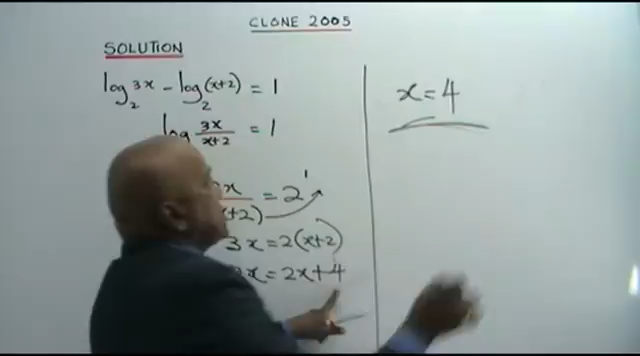 CLONE 2005
SOLUTION
log₂ 3x − log₂ (x+2) = 1
log 3x/(x+2) = 1
x/(x+2) = 2¹
3x = 2(x+2)
x = 2x+4
x = 4